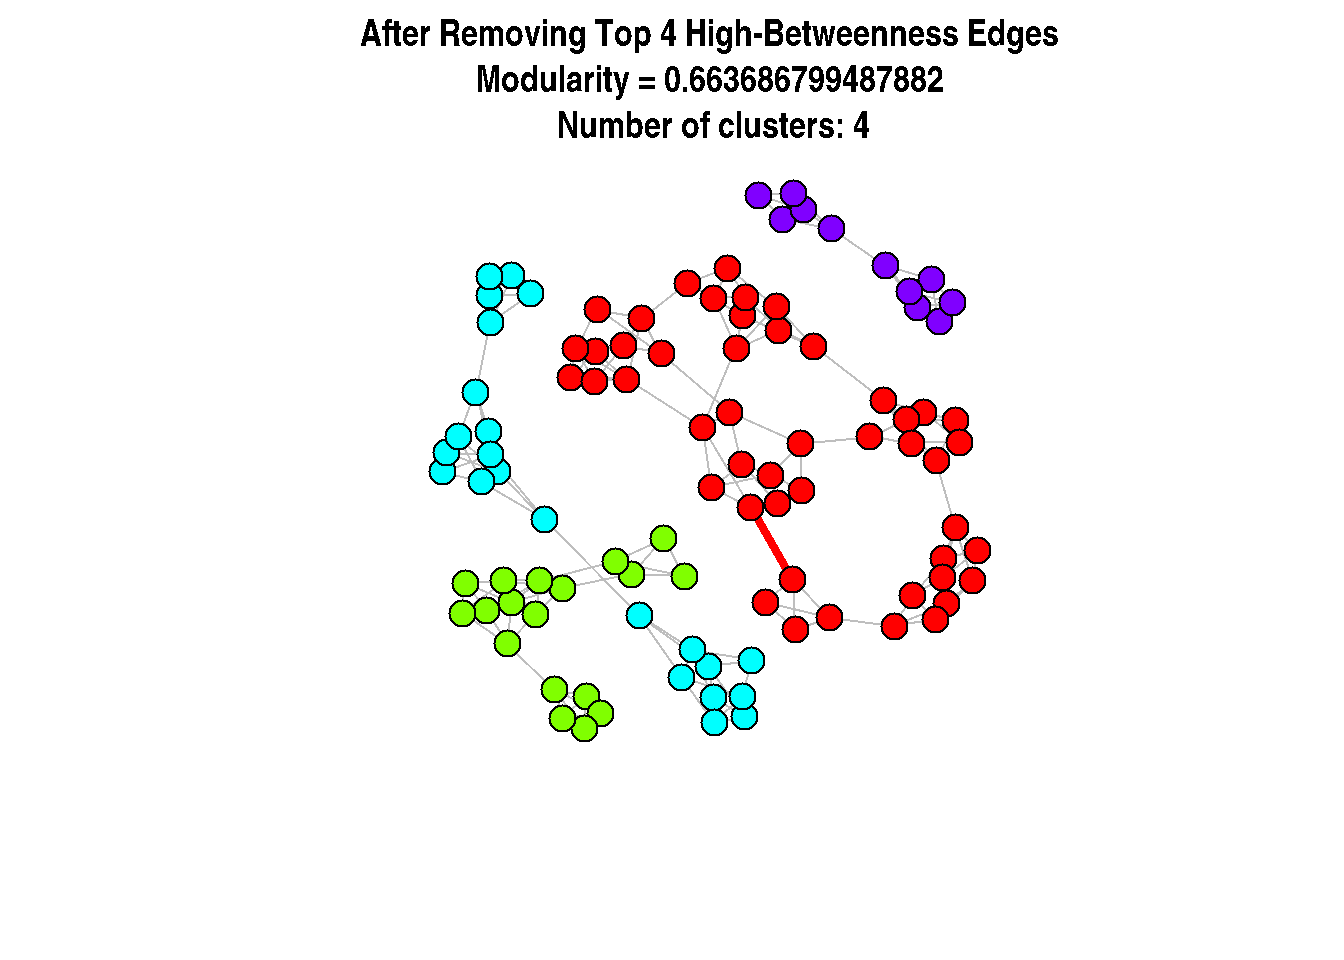 After Removing Top 4 High-Betweenness Edges
Modularity = 0.663686799487882
Number of clusters: 4